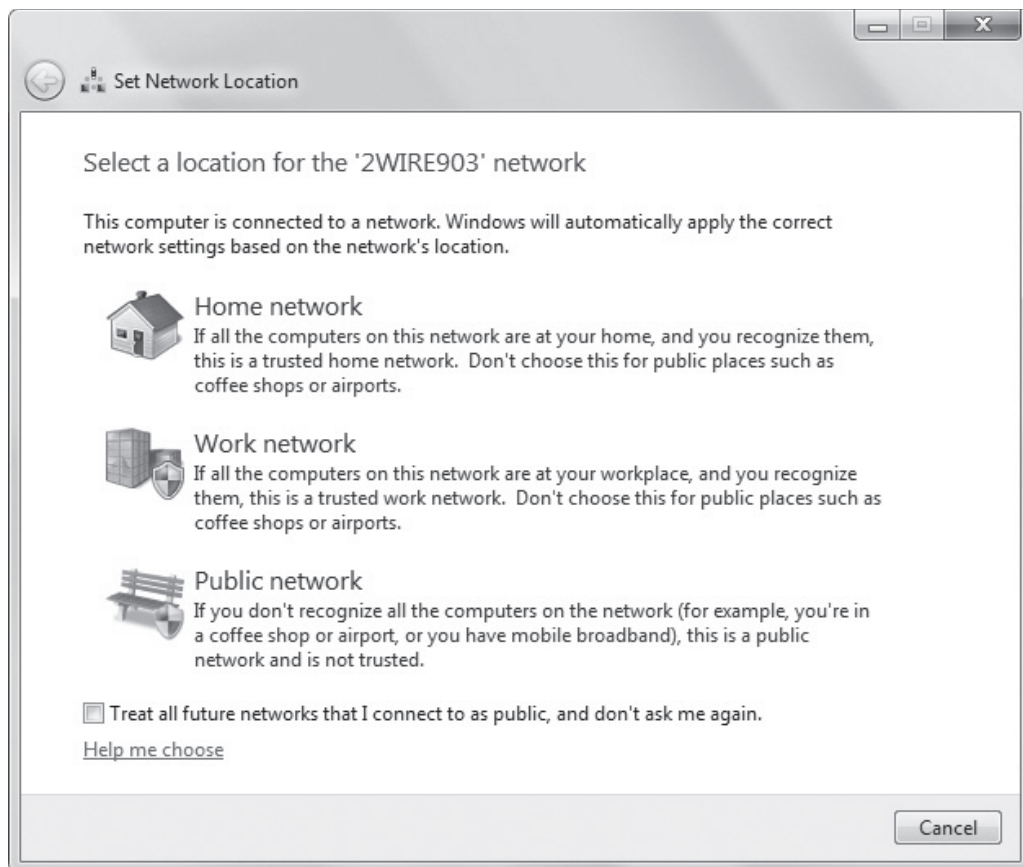 Set Network Location
Select a location for the '2WIRE903' network
This computer is connected to a network. Windows will automatically apply the correct
network settings based on the network's location.
Home network
If all the computers on this network are at your home, and you recognize them,
this is a trusted home network.  Don't choose this for public places such as
coffee shops or airports.
Work network
If all the computers on this network are at your workplace, and you recognize
them, this is a trusted work network.  Don't choose this for public places such as
coffee shops or airports.
Public network
If you don't recognize all the computers on the network (for example, you're in
a coffee shop or airport, or you have mobile broadband), this is a public
network and is not trusted.
Treat all future networks that I connect to as public, and don't ask me again.
Help me choose
Cancel